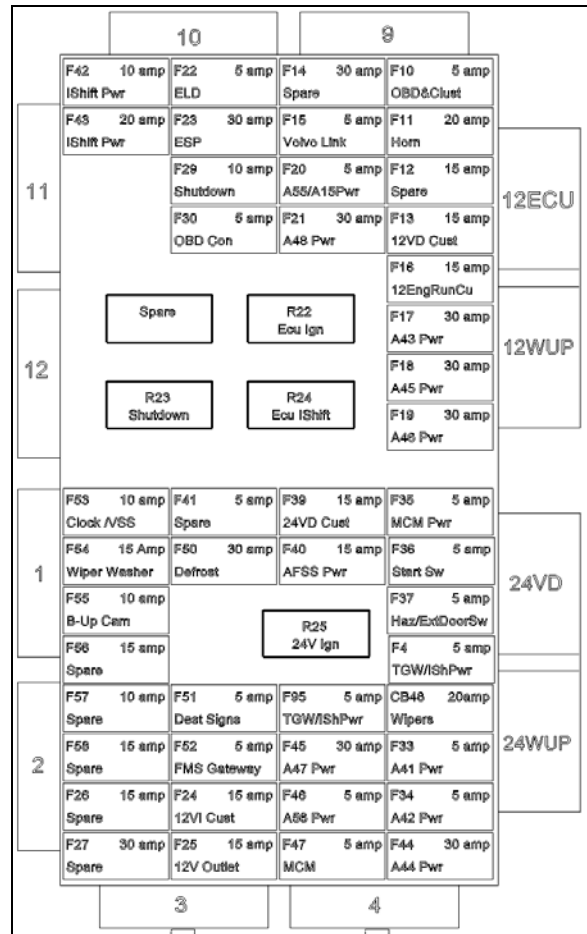 10 9
F42 10 amp F22 5 amp F14 30 amp F10 5 amp
IShift Pwr ELD Spare OBD&Clust
F43 20 amp F23 30 amp F15 5 amp F11 20 amp
IShift Pwr ESP Volvo Link Horn
F29 10 amp F20 5 amp F12 15 amp
Shutdown A55/A15Pwr Spare
11 12ECU
F30 5 amp F21 30 amp F13 15 amp
OBD Con A48 Pwr 12VD Cust
F16 15 amp
12EngRunCu
Spare R22 F17 30 amp
Ecu Ign A43 Pwr
12 12WUP
F18 30 amp
A45 Pwr
R23 R24
Shutdown Ecu IShift
F19 30 amp
A46 Pwr
F53 10 amp F41 5 amp F39 15 amp F35 5 amp
Clock /VSS Spare 24VD Cust MCM Pwr
F54 15 Amp F50 30 amp F40 15 amp F36 5 amp
Wiper Washer Defrost AFSS Pwr Start Sw
1 24VD
F55 10 amp F37 5 amp
B-Up Cam Haz/ExtDoorSw
R25
24V Ign
F56 15 amp F4 5 amp
Spare TGW/IShPwr
F57 10 amp F51 5 amp F95 5 amp CB48 20amp
Spare Dest Signs TGW/IShPwr Wipers
2 24WUP
F58 15 amp F52 5 amp F45 30 amp F33 5 amp
Spare FMS Gateway A47 Pwr A41 Pwr
F26 15 amp F24 15 amp F46 5 amp F34 5 amp
Spare 12VI Cust A58 Pwr A42 Pwr
F27 30 amp F25 15 amp F47 5 amp F44 30 amp
Spare 12V Outlet MCM A44 Pwr
3 4